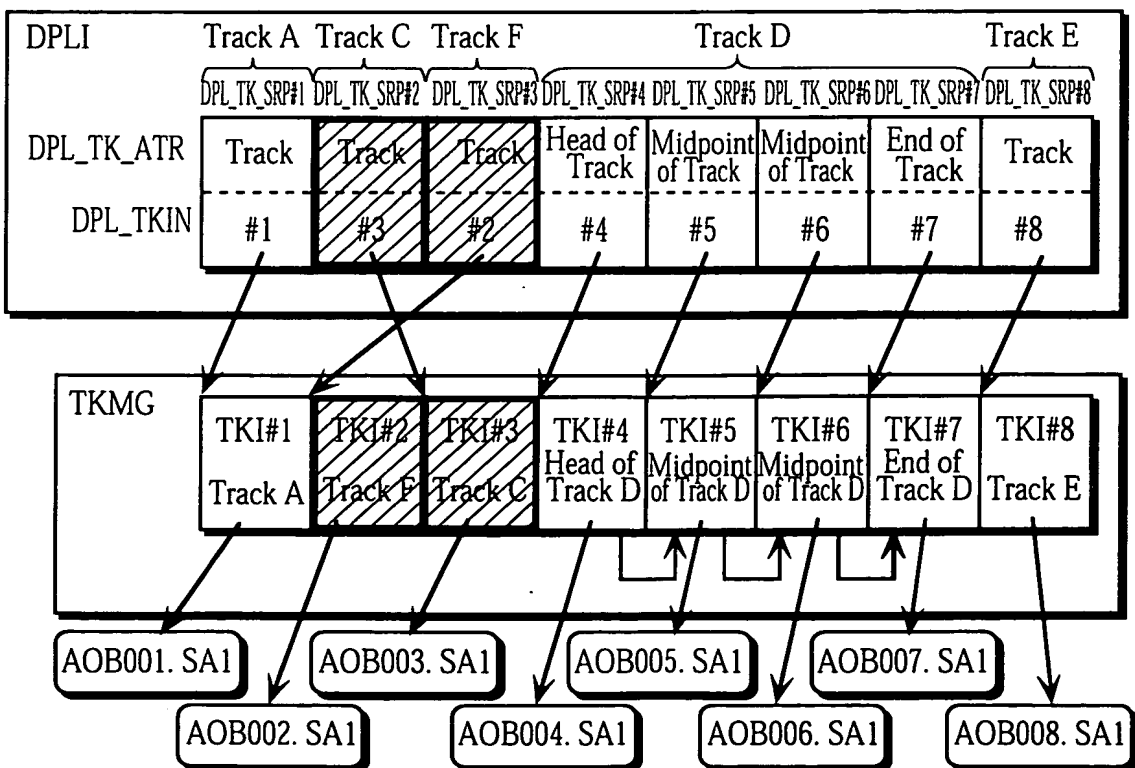 DPLI
Track A Track C Track F Track D Track E
DPL_TK_SRP#1 DPL_TK_SRP#2 DPL_TK_SRP#3 DPL_TK_SRP#4 DPL_TK_SRP#5 DPL_TK_SRP#6 DPL_TK_SRP#7 DPL_TK_SRP#8
DPL_TK_ATR
Track
Track
Track
Head of
Track
Midpoint
of Track
Midpoint
of Track
End of
Track
Track
DPL_TKIN
#1 #3 #2 #4 #5 #6 #7 #8
TKMG
TKI#1
Track A
TKI#2
Track F
TKI#3
Track C
TKI#4
Head of
Track D
TKI#5
Midpoint
of Track D
TKI#6
Midpoint
of Track D
TKI#7
End of
Track D
TKI#8
Track E
AOB001. SA1 AOB003. SA1 AOB005. SA1 AOB007. SA1
AOB002. SA1 AOB004. SA1 AOB006. SA1 AOB008. SA1